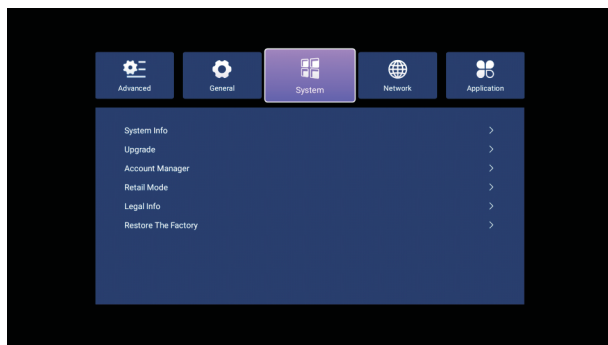 Advanced
General
System
Network
Application
System Info
Upgrade
Account Manager
Retail Mode
Legal Info
Restore The Factory